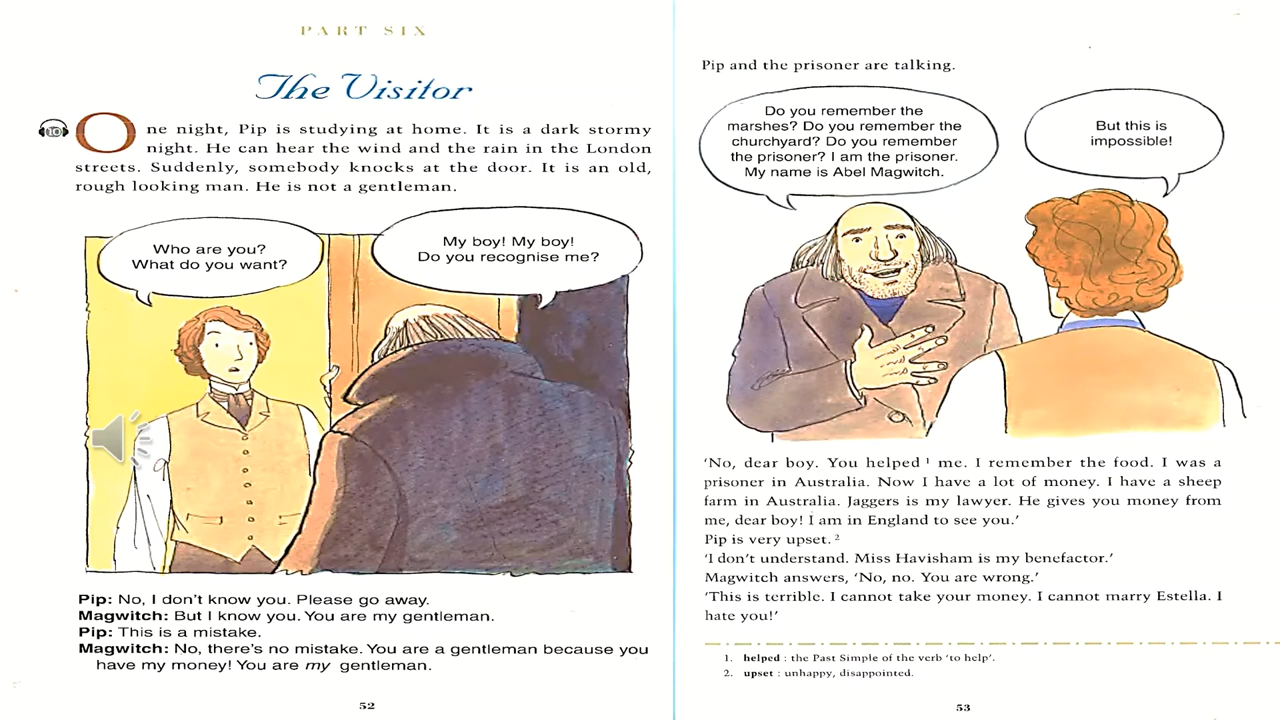 PART SIX
The Visitor
10
One night, Pip is studying at home. It is a dark stormy
night. He can hear the wind and the rain in the London
streets. Suddenly, somebody knocks at the door. It is an old,
rough looking man. He is not a gentleman.
Who are you?
What do you want?
My boy! My boy!
Do you recognise me?
Pip: No, I don't know you. Please go away.
Magwitch: But I know you. You are my gentleman.
Pip: This is a mistake.
Magwitch: No, there's no mistake. You are a gentleman because you
have my money! You are my gentleman.
52
Pip and the prisoner are talking.
Do you remember the
marshes? Do you remember the
churchyard? Do you remember
the prisoner? I am the prisoner.
My name is Abel Magwitch.
But this is
impossible!
'No, dear boy. You helped 1 me. I remember the food. I was a
prisoner in Australia. Now I have a lot of money. I have a sheep
farm in Australia. Jaggers is my lawyer. He gives you money from
me, dear boy! I am in England to see you.'
Pip is very upset. 2
'I don't understand. Miss Havisham is my benefactor.'
Magwitch answers, 'No, no. You are wrong.'
'This is terrible. I cannot take your money. I cannot marry Estella. I
hate you!'
1. helped : the Past Simple of the verb 'to help'.
2. upset : unhappy, disappointed.
53